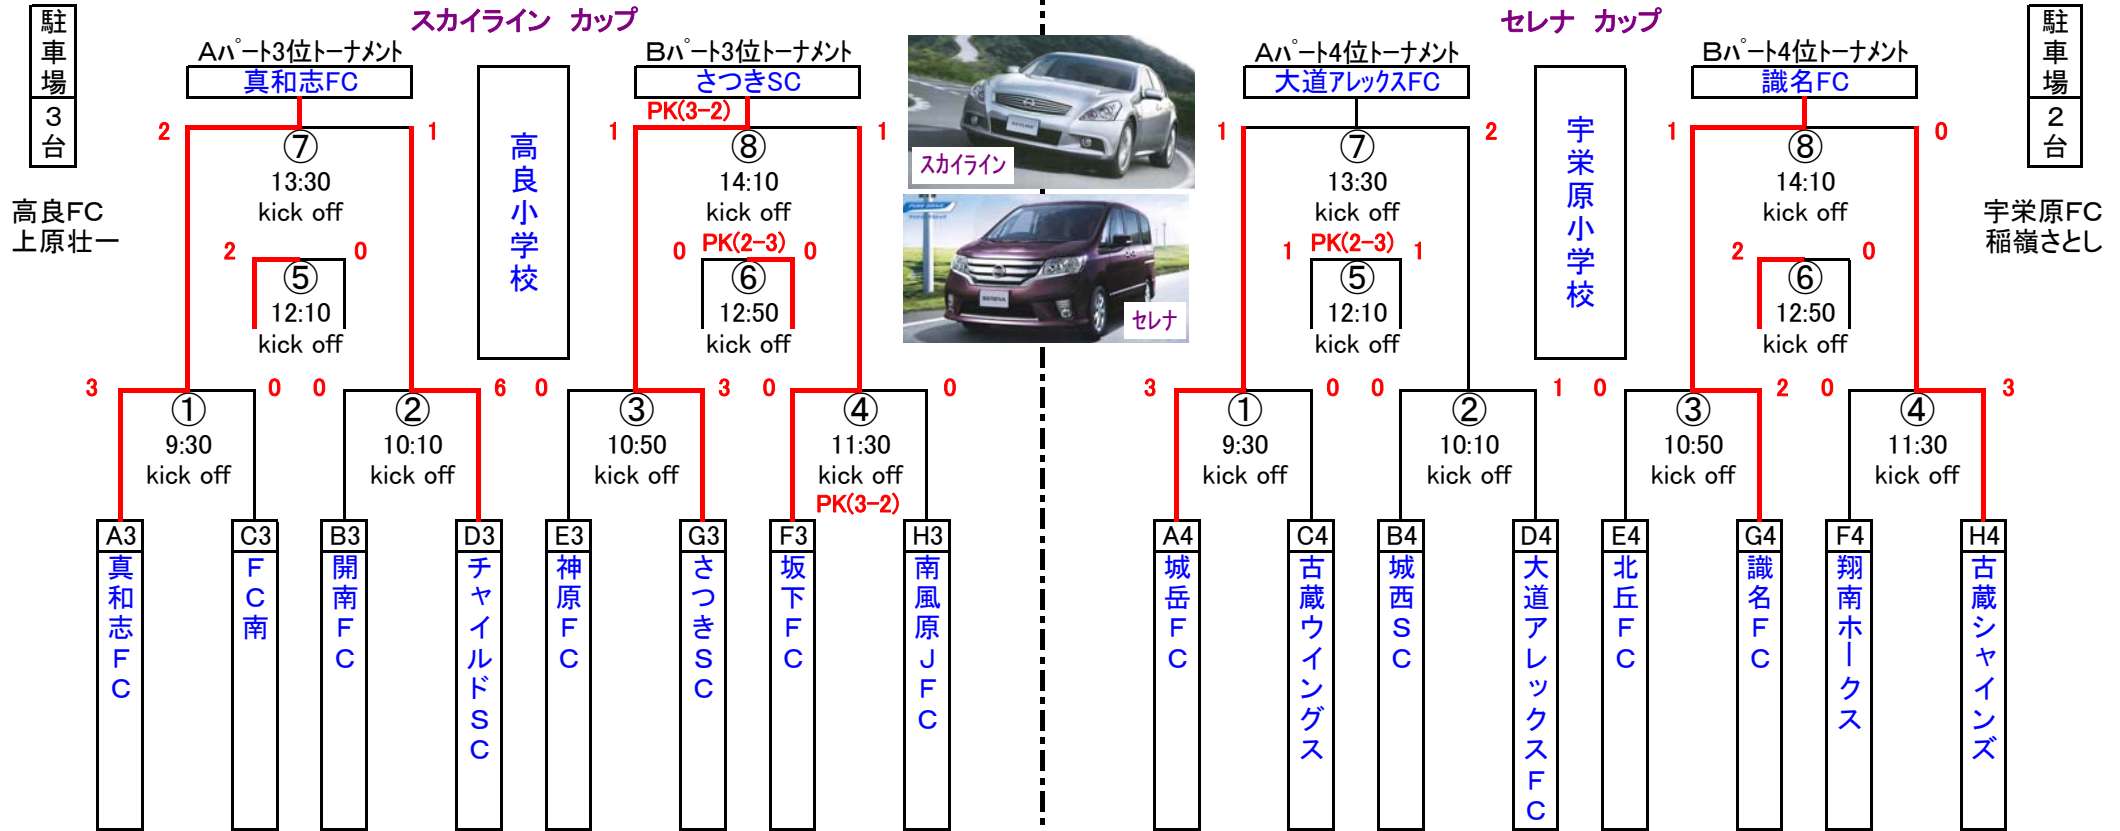 スカイライン カップ
駐車場
3台
高良FC
上原壮一
Aパート3位トーナメント
真和志FC
2
1
⑦
13:30
kick off
2
0
⑤
12:10
kick off
高良小学校
Bパート3位トーナメント
さつきSC
PK(3-2)
1
1
⑧
14:10
kick off
PK(2-3)
0
0
⑥
12:50
kick off
3
0
①
9:30
kick off
0
6
②
10:10
kick off
0
3
③
10:50
kick off
0
0
④
11:30
kick off
PK(3-2)
A3
真和志FC
C3
FC南
B3
開南FC
D3
チャイルドSC
E3
神原FC
G3
さつきSC
F3
坂下FC
H3
南風原JFC
スカイライン
SERENA
セレナ
セレナ カップ
Aパート4位トーナメント
大道アレックスFC
1
2
⑦
13:30
kick off
1
PK(2-3)
1
⑤
12:10
kick off
宇栄原小学校
Bパート4位トーナメント
識名FC
1
0
⑧
14:10
kick off
2
0
⑥
12:50
kick off
駐車場
2台
宇栄原FC
稲嶺さとし
3
0
①
9:30
kick off
0
1
②
10:10
kick off
0
2
③
10:50
kick off
0
3
④
11:30
kick off
A4
城岳FC
C4
古蔵ウイングス
B4
城西SC
D4
大道アレックスFC
E4
北丘FC
G4
識名FC
F4
翔南ホークス
H4
古蔵シャインズ